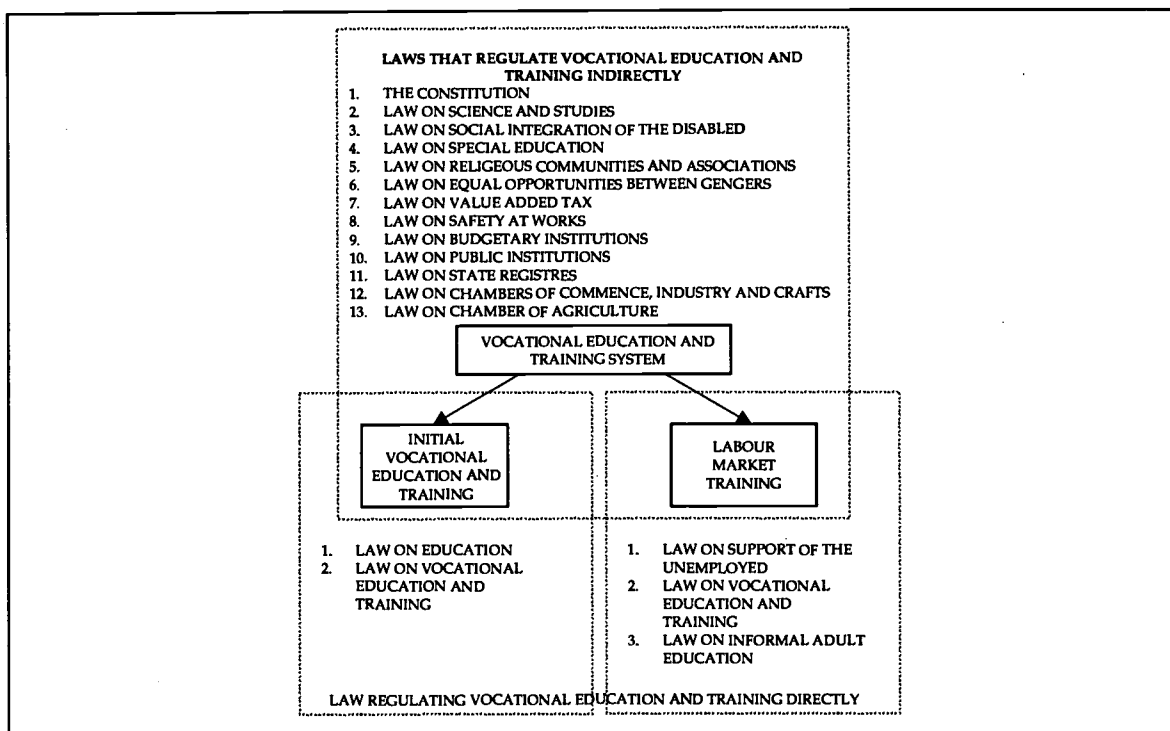 LAWS THAT REGULATE VOCATIONAL EDUCATION AND
TRAINING INDIRECTLY
1. THE CONSTITUTION
2. LAW ON SCIENCE AND STUDIES
3. LAW ON SOCIAL INTEGRATION OF THE DISABLED
4. LAW ON SPECIAL EDUCATION
5. LAW ON RELIGEOUS COMMUNITIES AND ASSOCIATIONS
6. LAW ON EQUAL OPPORTUNITIES BETWEEN GENGERS
7. LAW ON VALUE ADDED TAX
8. LAW ON SAFETY AT WORKS
9. LAW ON BUDGETARY INSTITUTIONS
10. LAW ON PUBLIC INSTITUTIONS
11. LAW ON STATE REGISTRES
12. LAW ON CHAMBERS OF COMMENCE, INDUSTRY AND CRAFTS
13. LAW ON CHAMBER OF AGRICULTURE
VOCATIONAL EDUCATION AND
TRAINING SYSTEM
INITIAL
VOCATIONAL
EDUCATION AND
TRAINING
LABOUR
MARKET
TRAINING
1. LAW ON EDUCATION
2. LAW ON VOCATIONAL
EDUCATION AND
TRAINING
1. LAW ON SUPPORT OF THE
UNEMPLOYED
2. LAW ON VOCATIONAL
EDUCATION AND
TRAINING
3. LAW ON INFORMAL ADULT
EDUCATION
LAW REGULATING VOCATIONAL EDUCATION AND TRAINING DIRECTLY